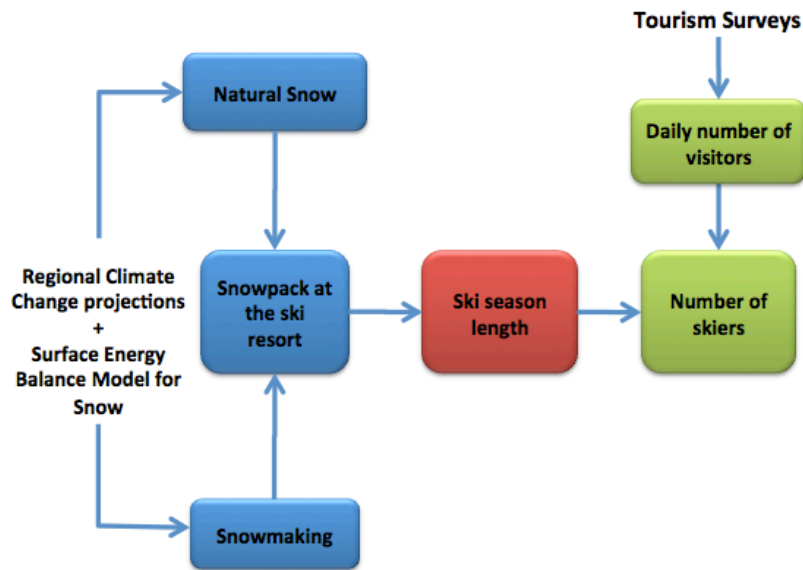 Tourism Surveys
Natural Snow
Daily number of
visitors
Regional Climate
Change projections
+
Surface Energy
Balance Model for
Snow
Snowpack at
the ski
resort
Ski season
length
Number of
skiers
Snowmaking